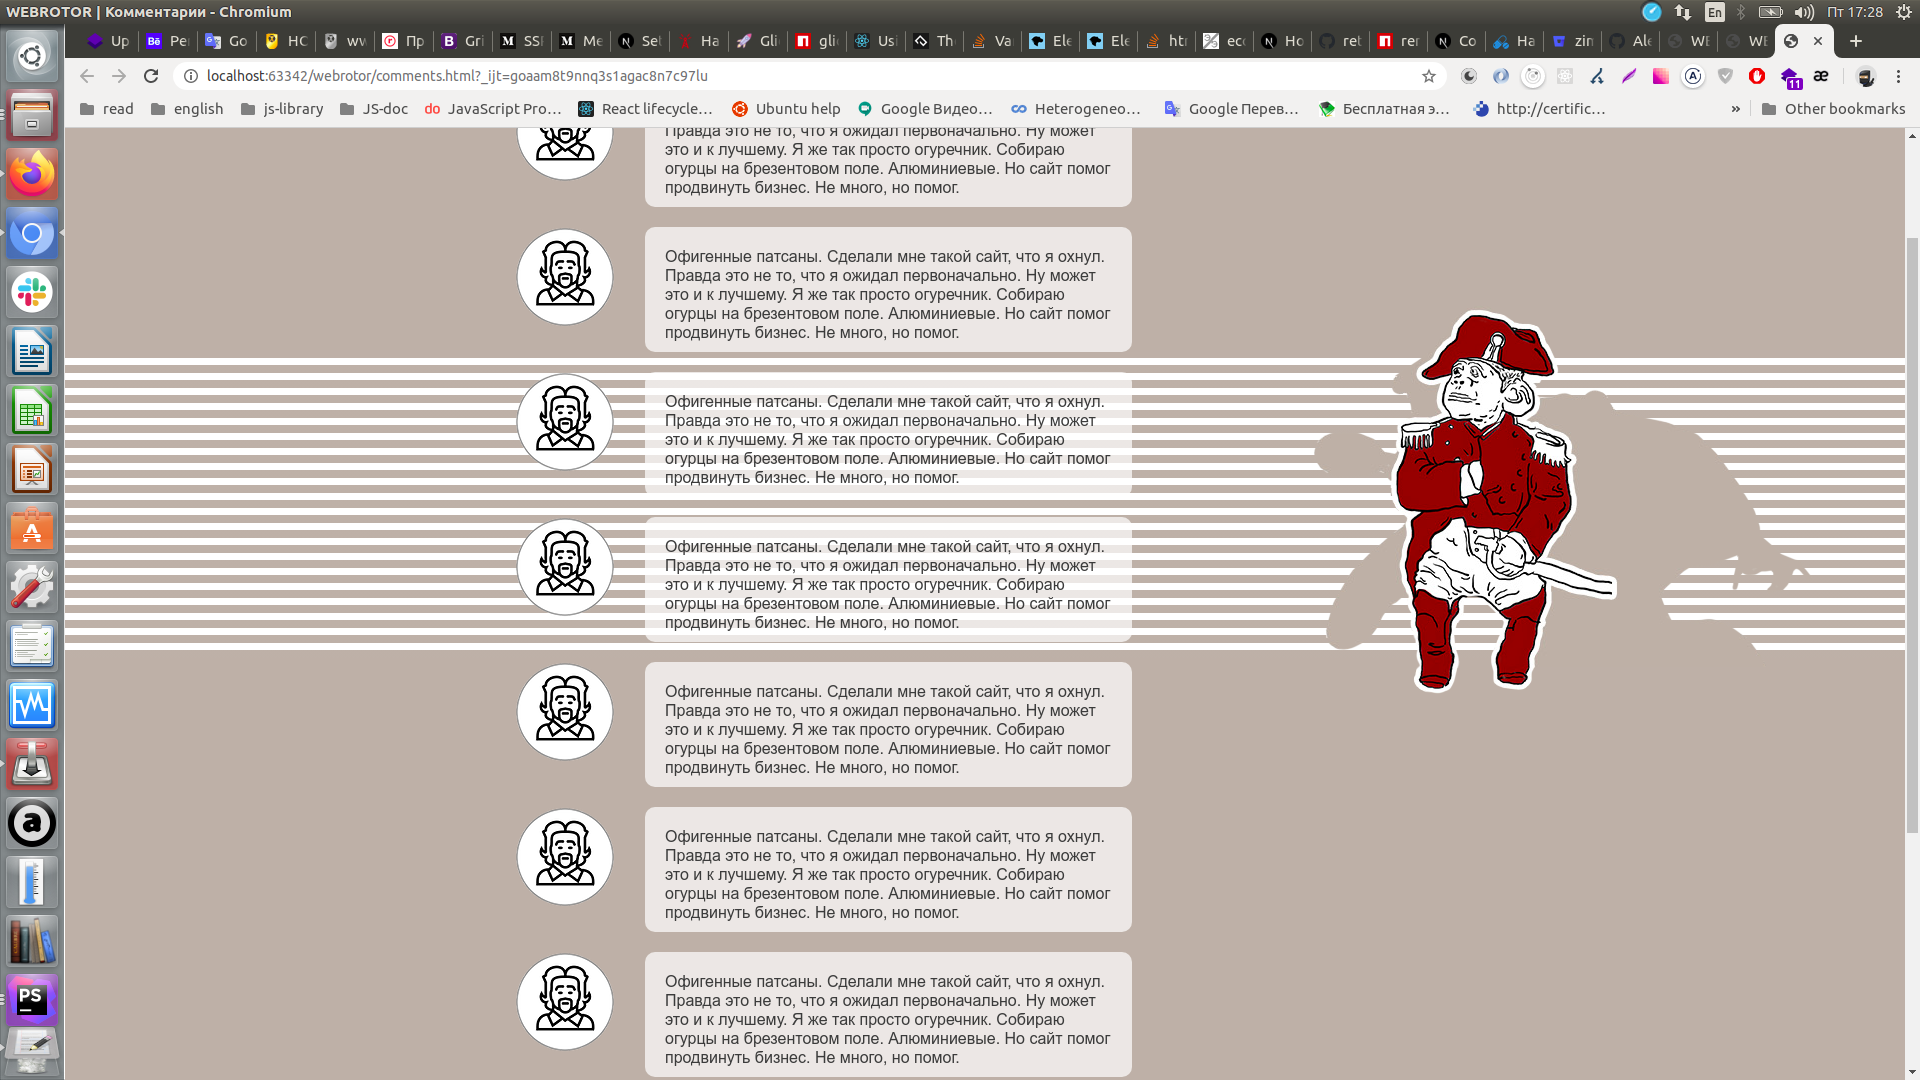 WEBROTOR | Комментарии - Chromium
En
Пт 17:28
Up
Pe
Go
HC
ww
Пр
Gri
SSI
Me
Set
Ha
Gli
gli
Usi
Th
Va
Ele
Ele
htt
ecc
Ho
ret
rer
Co
Ha
zin
Ale
WE
WE
localhost:63342/webrotor/comments.html?_ijt=goaam8t9nnq3s1agac8n7c97lu
11
read
english
js-library
JS-doc
JavaScript Pro...
React lifecycle...
Ubuntu help
Google Видео...
Heterogeneo...
Google Перев...
Бесплатная э...
http://certific...
»
Other bookmarks
Правда это не то, что я ожидал первоначально. Ну может
это и к лучшему. Я же так просто огуречник. Собираю
огурцы на брезентовом поле. Алюминиевые. Но сайт помог
продвинуть бизнес. Не много, но помог.
Офигенные патсаны. Сделали мне такой сайт, что я охнул.
Правда это не то, что я ожидал первоначально. Ну может
это и к лучшему. Я же так просто огуречник. Собираю
огурцы на брезентовом поле. Алюминиевые. Но сайт помог
продвинуть бизнес. Не много, но помог.
Офигенные патсаны. Сделали мне такой сайт, что я охнул.
Правда это не то, что я ожидал первоначально. Ну может
это и к лучшему. Я же так просто огуречник. Собираю
огурцы на брезентовом поле. Алюминиевые. Но сайт помог
продвинуть бизнес. Не много, но помог.
Офигенные патсаны. Сделали мне такой сайт, что я охнул.
Правда это не то, что я ожидал первоначально. Ну может
это и к лучшему. Я же так просто огуречник. Собираю
огурцы на брезентовом поле. Алюминиевые. Но сайт помог
продвинуть бизнес. Не много, но помог.
Офигенные патсаны. Сделали мне такой сайт, что я охнул.
Правда это не то, что я ожидал первоначально. Ну может
это и к лучшему. Я же так просто огуречник. Собираю
огурцы на брезентовом поле. Алюминиевые. Но сайт помог
продвинуть бизнес. Не много, но помог.
Офигенные патсаны. Сделали мне такой сайт, что я охнул.
Правда это не то, что я ожидал первоначально. Ну может
это и к лучшему. Я же так просто огуречник. Собираю
огурцы на брезентовом поле. Алюминиевые. Но сайт помог
продвинуть бизнес. Не много, но помог.
Офигенные патсаны. Сделали мне такой сайт, что я охнул.
Правда это не то, что я ожидал первоначально. Ну может
это и к лучшему. Я же так просто огуречник. Собираю
огурцы на брезентовом поле. Алюминиевые. Но сайт помог
продвинуть бизнес. Не много, но помог.
PS